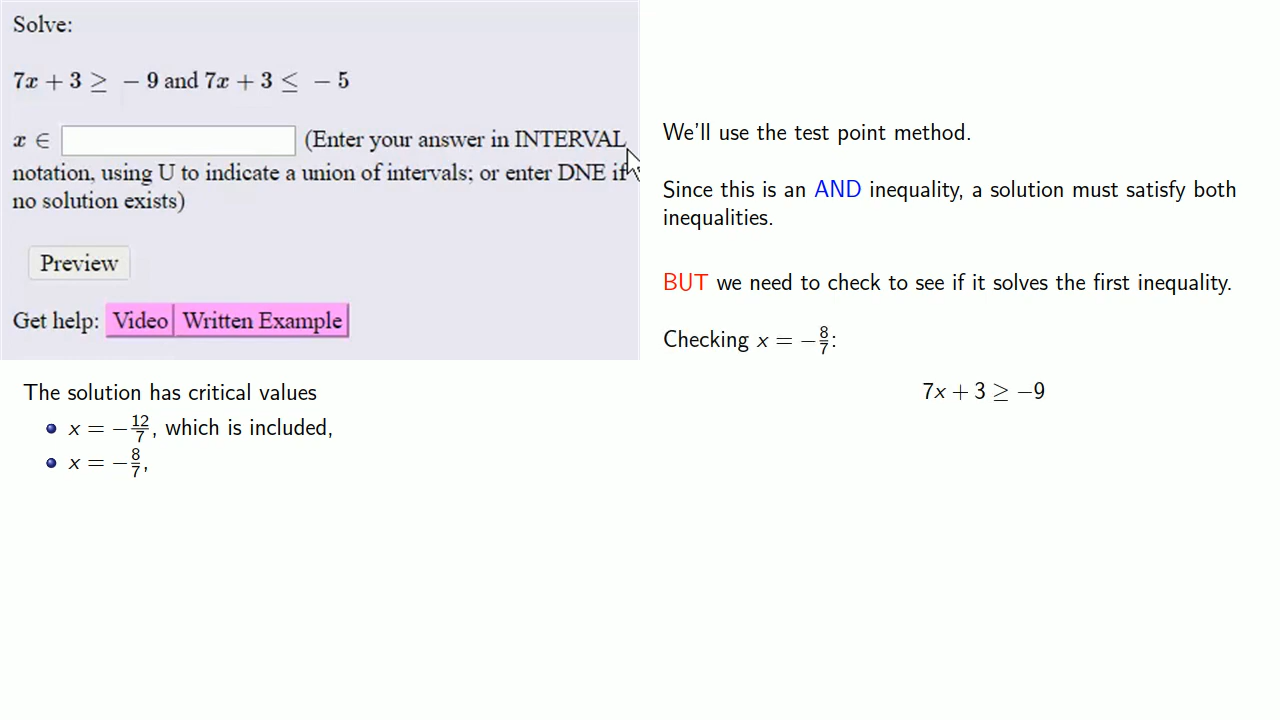 Solve:
7x + 3 ≥ − 9 and 7x + 3 ≤ − 5
x ∈ (Enter your answer in INTERVAL
notation, using U to indicate a union of intervals; or enter DNE if
no solution exists)
Preview
Get help: Video Written Example
The solution has critical values
x = −12/7, which is included,
x = −8/7,
We'll use the test point method.
Since this is an AND inequality, a solution must satisfy both
inequalities.
BUT we need to check to see if it solves the first inequality.
Checking x = −8/7:
7x + 3 ≥ −9